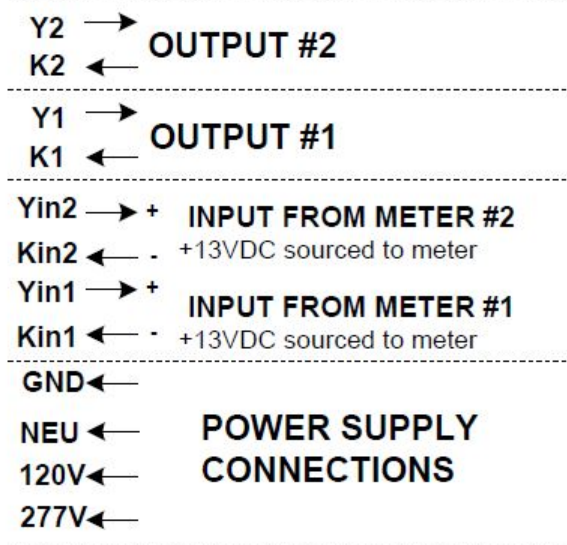 Y2
K2
OUTPUT #2
Y1
K1
OUTPUT #1
Yin2 + INPUT FROM METER #2
Kin2 - +13VDC sourced to meter
Yin1 + INPUT FROM METER #1
Kin1 - +13VDC sourced to meter
GND
NEU
120V
277V
POWER SUPPLY
CONNECTIONS